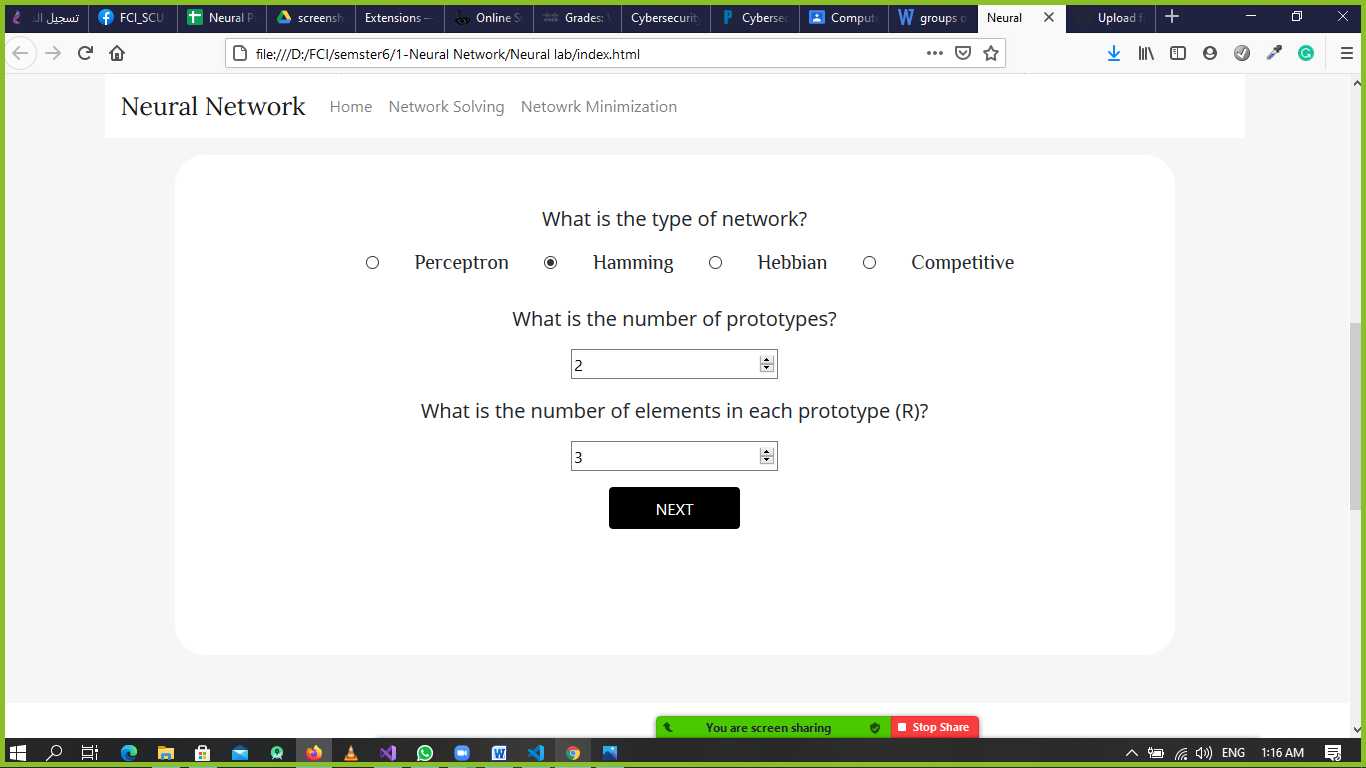 تسجيل الـ FCI_SCU Neural P screensh Extensions — Online S Grades: Cybersecurity Cybersec Comput groups o Neural Upload f
file:///D:/FCI/semster6/1-Neural Network/Neural lab/index.html
Neural Network Home Network Solving Netowrk Minimization
What is the type of network?
Perceptron Hamming Hebbian Competitive
What is the number of prototypes?
2
What is the number of elements in each prototype (R)?
3
NEXT
You are screen sharing Stop Share
ENG 1:16 AM